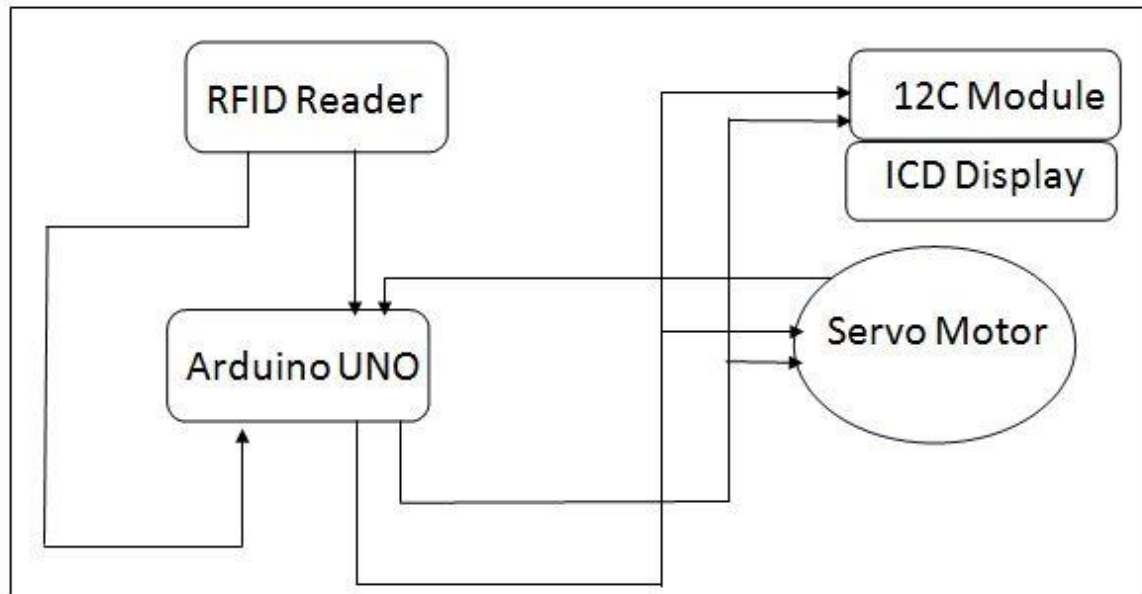 RFID Reader
12C Module
ICD Display
Servo Motor
Arduino UNO